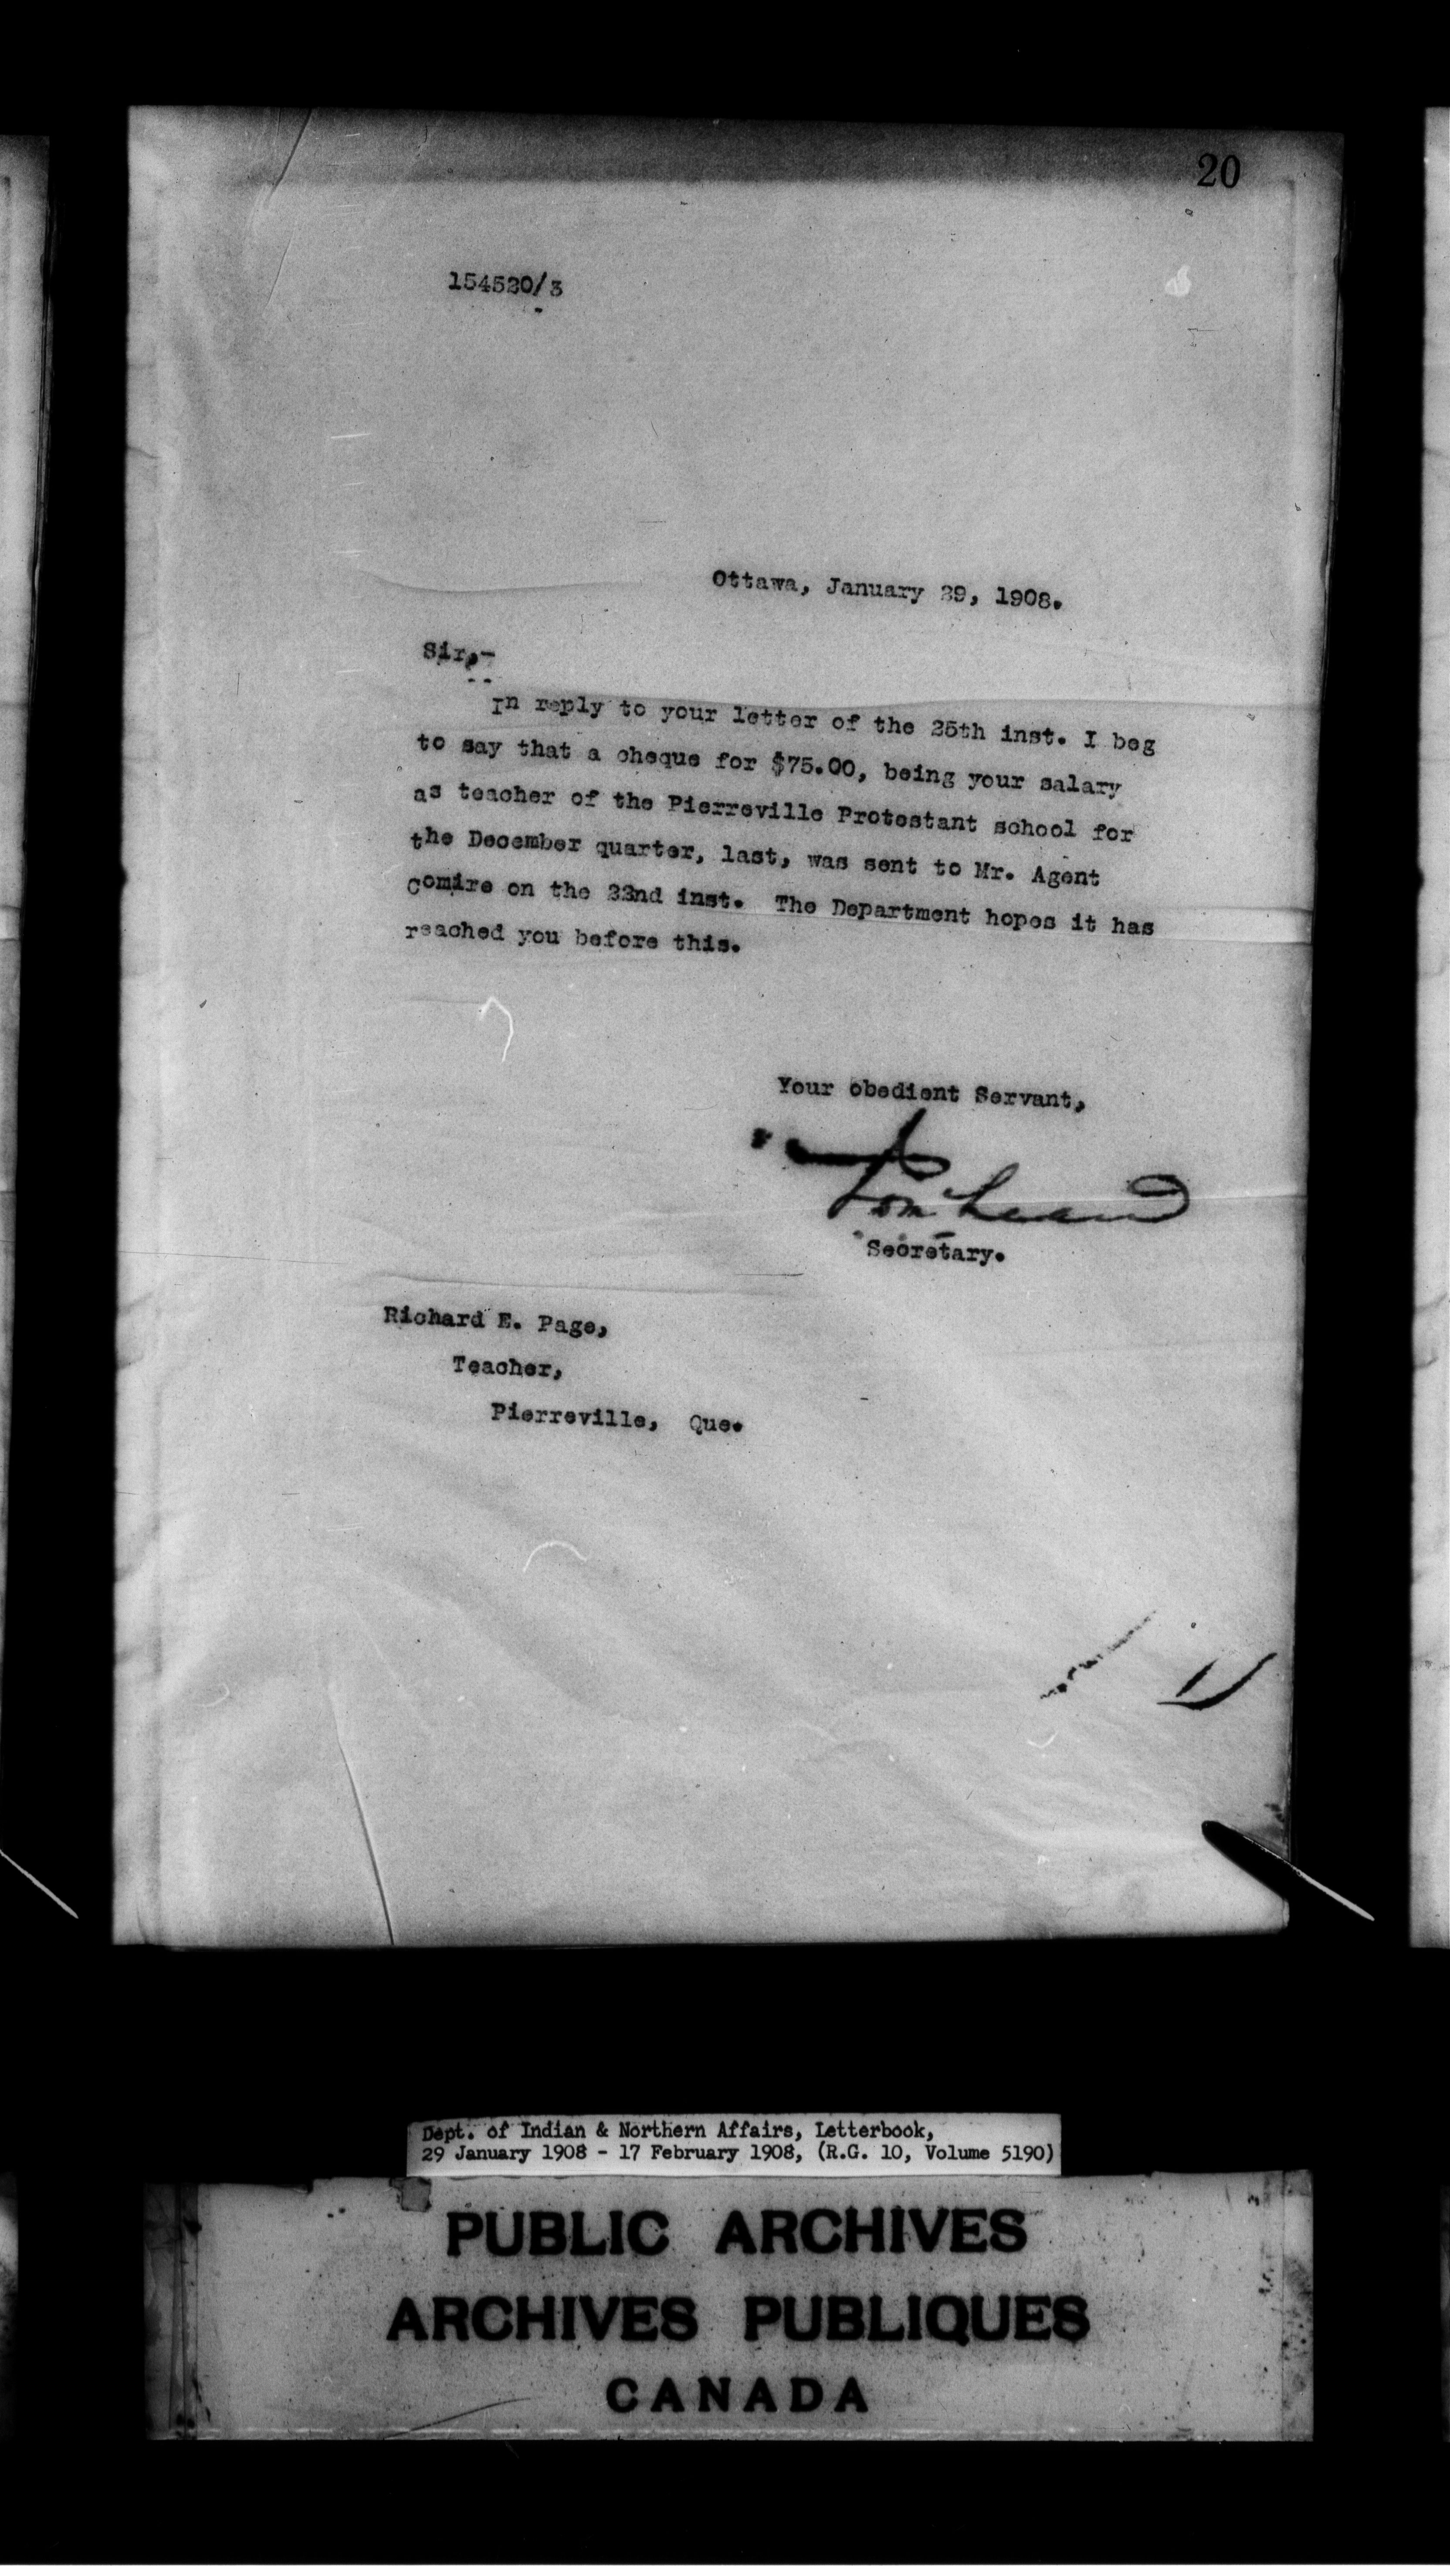 20
154520/3
Ottawa, January 29, 1908.
Sir,-
In reply to your letter of the 25th inst. I beg
to say that a cheque for $75.00, being your salary
as teacher of the Pierreville Protestant school for
the December quarter, last, was sent to Mr. Agent
Comire on the 22nd inst. The Department hopes it has
reached you before this.
Your obedient Servant,
Secretary.
Richard E. Page,
Teacher,
Pierreville, Que.
Dept. of Indian & Northern Affairs, Letterbook,
29 January 1908 - 17 February 1908, (R.G. 10, Volume 5190)
PUBLIC ARCHIVES
ARCHIVES PUBLIQUES
CANADA